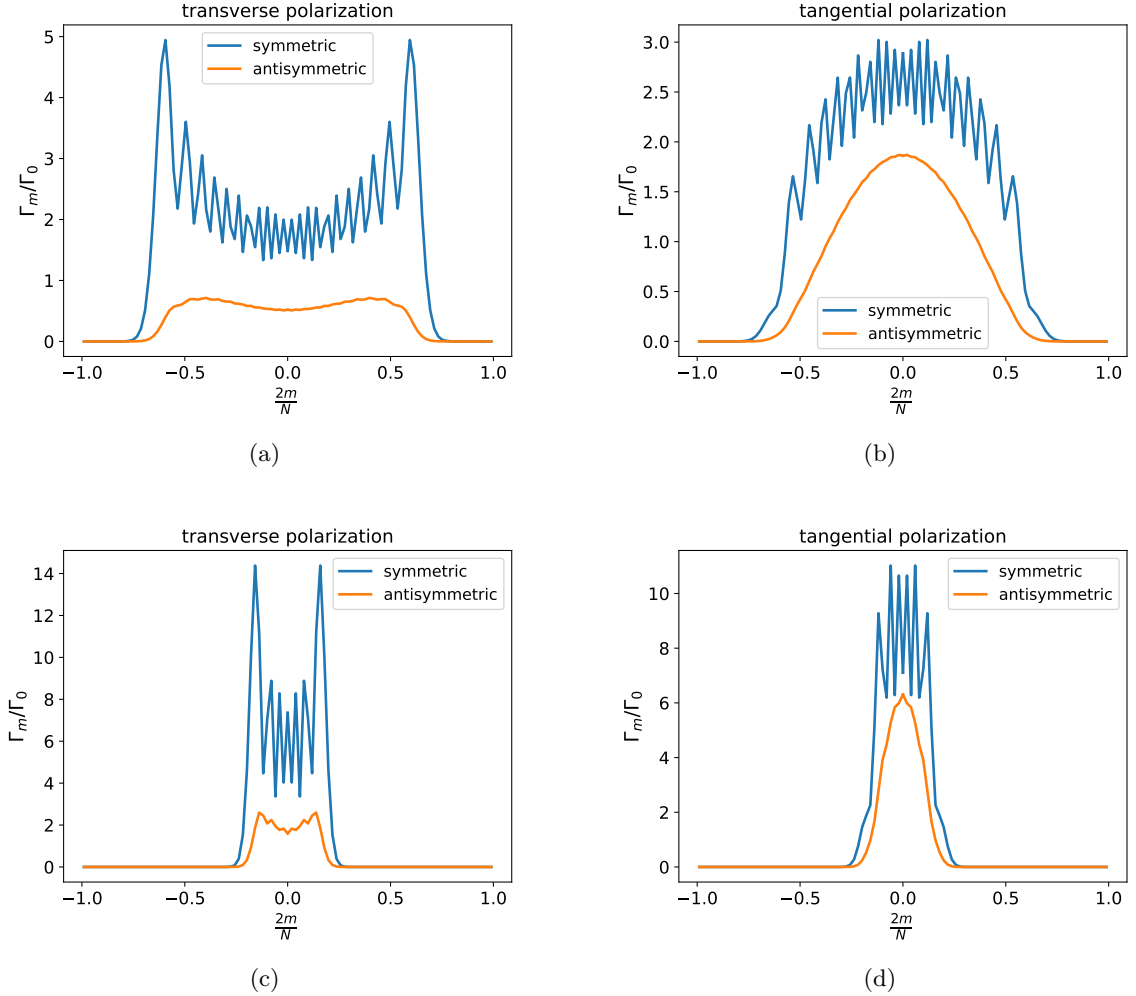 transverse polarization
symmetric
antisymmetric
Γₘ/Γ₀
5
4
3
2
1
0
−1.0 −0.5 0.0 0.5 1.0
2m/N
(a)
tangential polarization
symmetric
antisymmetric
Γₘ/Γ₀
3.0
2.5
2.0
1.5
1.0
0.5
0.0
−1.0 −0.5 0.0 0.5 1.0
2m/N
(b)
transverse polarization
symmetric
antisymmetric
Γₘ/Γ₀
14
12
10
8
6
4
2
0
−1.0 −0.5 0.0 0.5 1.0
2m/N
(c)
tangential polarization
symmetric
antisymmetric
Γₘ/Γ₀
10
8
6
4
2
0
−1.0 −0.5 0.0 0.5 1.0
2m/N
(d)